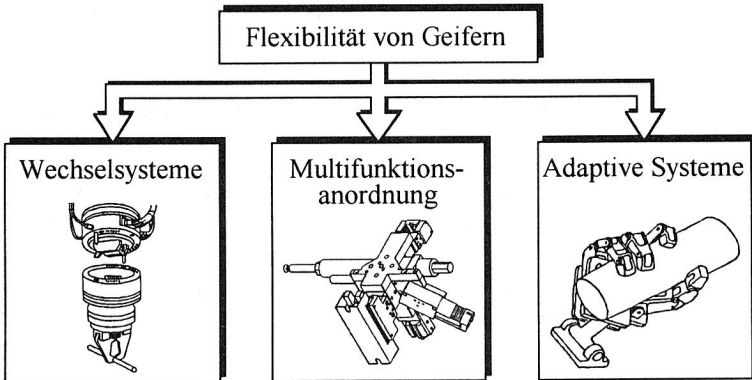 Flexibilität von Geifern
Wechselsysteme
Multifunktions-
anordnung
Adaptive Systeme